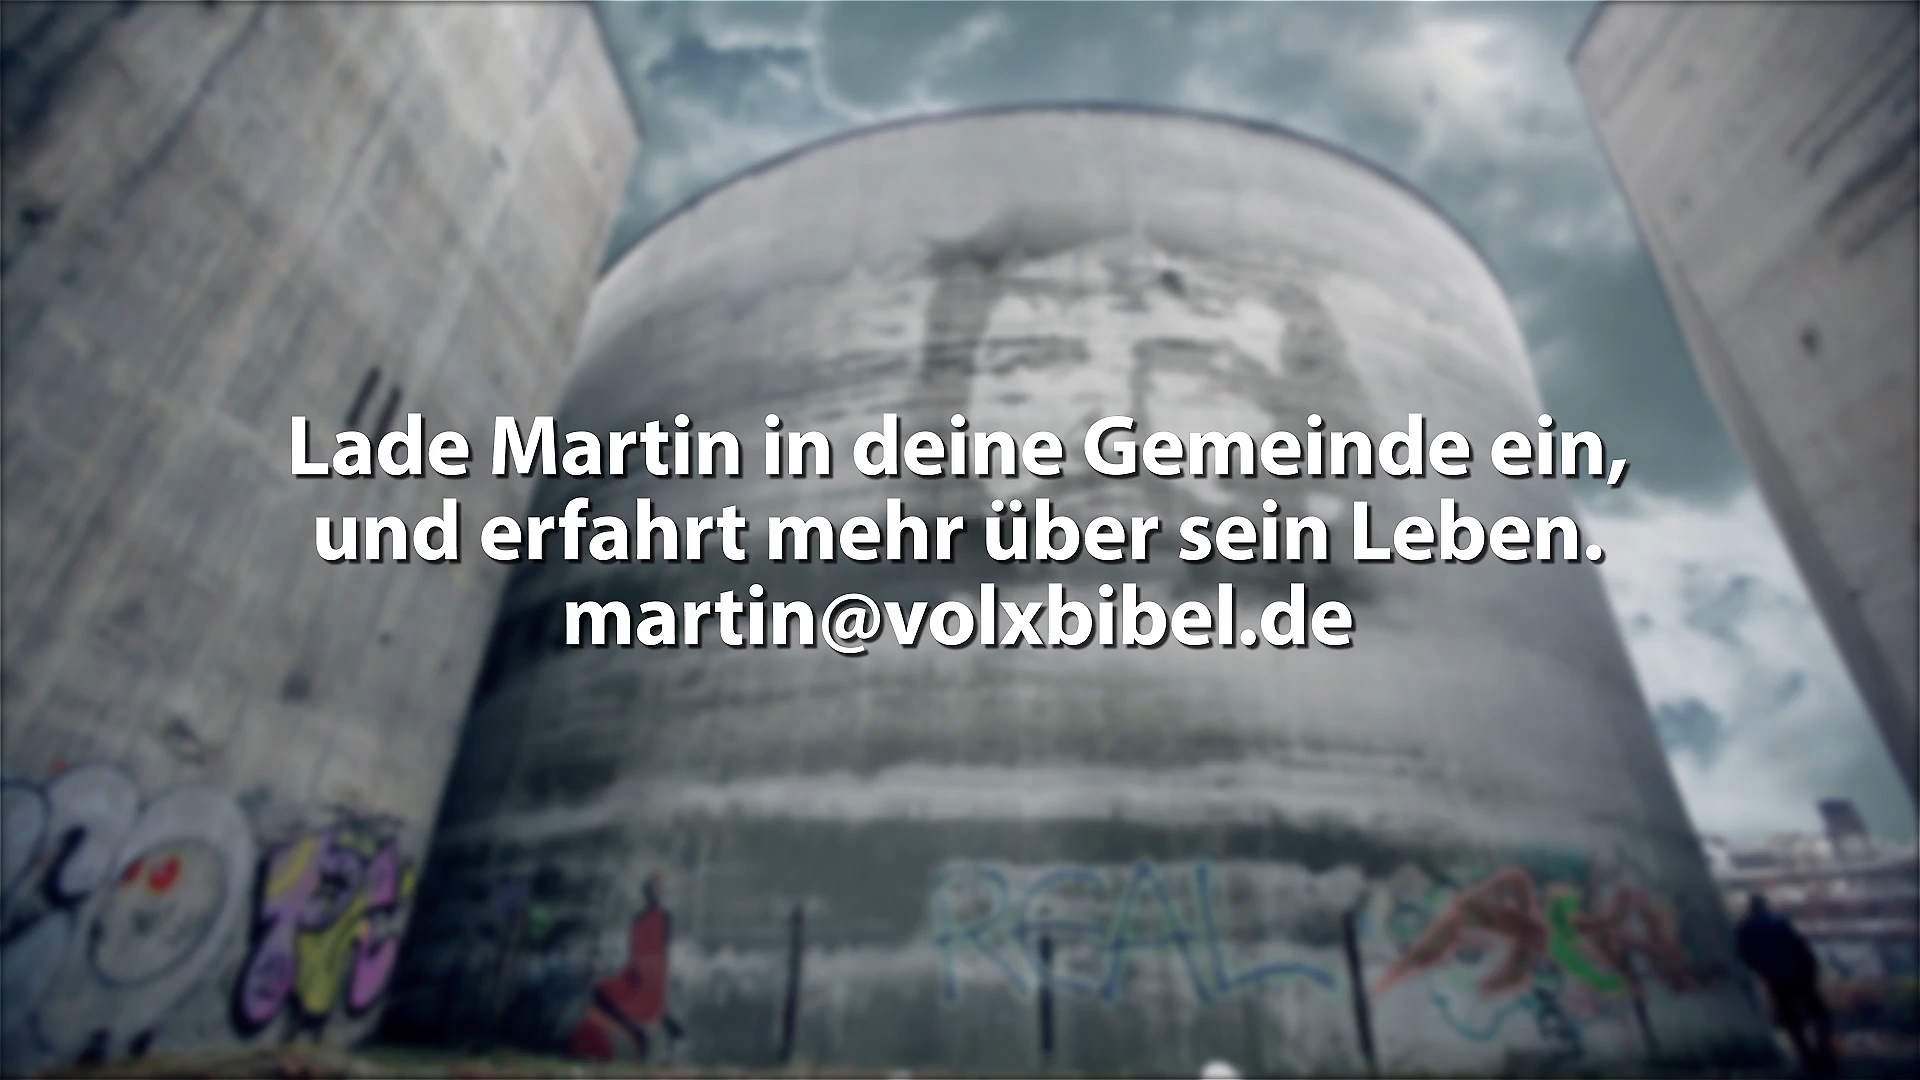 Lade Martin in deine Gemeinde ein,
und erfahrt mehr über sein Leben.
martin@volxbibel.de
REAL